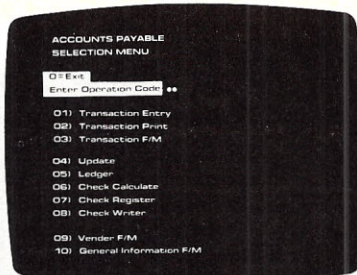 ACCOUNTS PAYABLE
SELECTION MENU
0=Exit
Enter Operation Code: ●●
01) Transaction Entry
02) Transaction Print
03) Transaction F/M
04) Update
05) Ledger
06) Check Calculate
07) Check Register
08) Check Writer
09) Vender F/M
10) General Information F/M